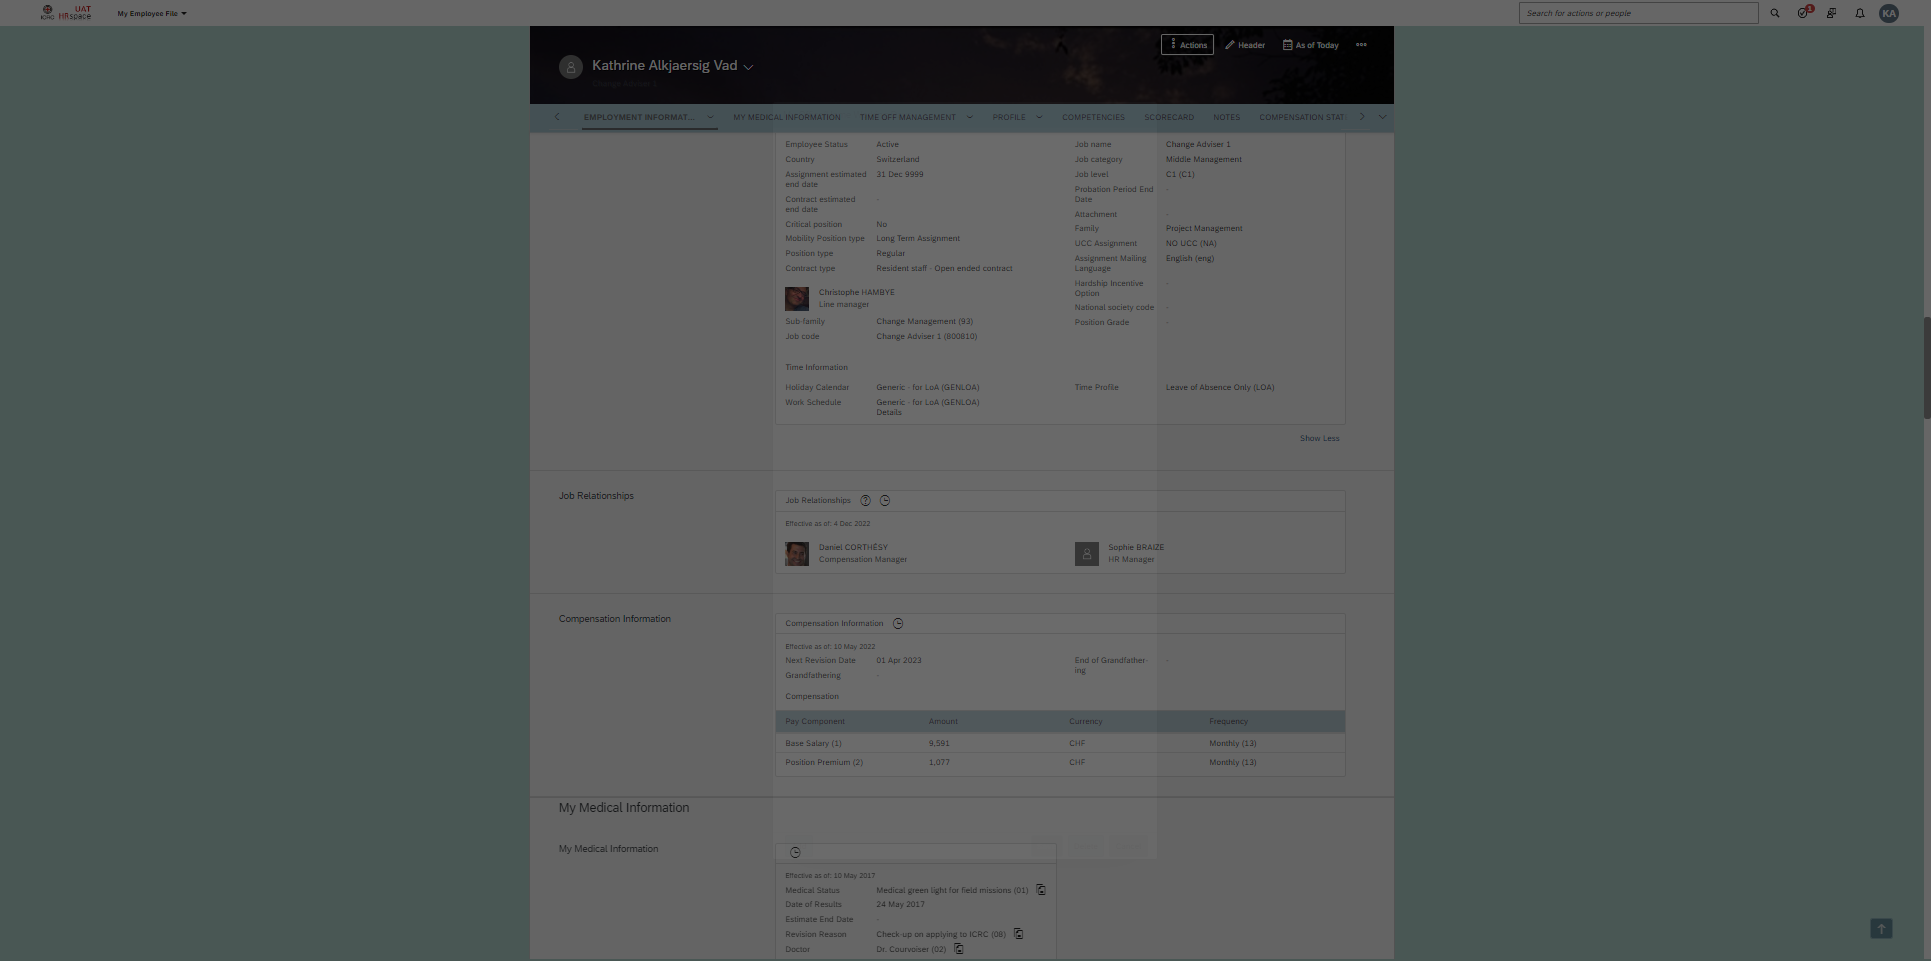 ICRC UAT HRspace My Employee File Search for actions or people 1 KA
Actions Header As of Today
Kathrine Alkjaersig Vad
Change Adviser 1
EMPLOYMENT INFORMAT... MY MEDICAL INFORMATION TIME OFF MANAGEMENT PROFILE COMPETENCIES SCORECARD NOTES COMPENSATION STAT
Employee Status Active
Country Switzerland
Assignment estimated end date 31 Dec 9999
Contract estimated end date -
Critical position No
Mobility Position type Long Term Assignment
Position type Regular
Contract type Resident staff - Open ended contract
Christophe HAMBYE
Line manager
Sub-family Change Management (93)
Job code Change Adviser 1 (800810)
Job name Change Adviser 1
Job category Middle Management
Job level C1 (C1)
Probation Period End Date -
Attachment -
Family Project Management
UCC Assignment NO UCC (NA)
Assignment Mailing Language English (eng)
Hardship Incentive Option -
National society code -
Position Grade -
Time Information
Holiday Calendar Generic - for LoA (GENLOA) Time Profile Leave of Absence Only (LOA)
Work Schedule Generic - for LoA (GENLOA)
Details
Show Less
Job Relationships
Job Relationships
Effective as of: 4 Dec 2022
Daniel CORTHÉSY Sophie BRAIZE
Compensation Manager HR Manager
Compensation Information
Compensation Information
Effective as of: 10 May 2022
Next Revision Date 01 Apr 2023 End of Grandfather-
ing -
Grandfathering -
Compensation
Pay Component Amount Currency Frequency
Base Salary (1) 9,591 CHF Monthly (13)
Position Premium (2) 1,077 CHF Monthly (13)
My Medical Information
My Medical Information
Effective as of: 10 May 2017
Medical Status Medical green light for field missions (01)
Date of Results 24 May 2017
Estimate End Date -
Revision Reason Check-up on applying to ICRC (08)
Doctor Dr. Courvoiser (02)